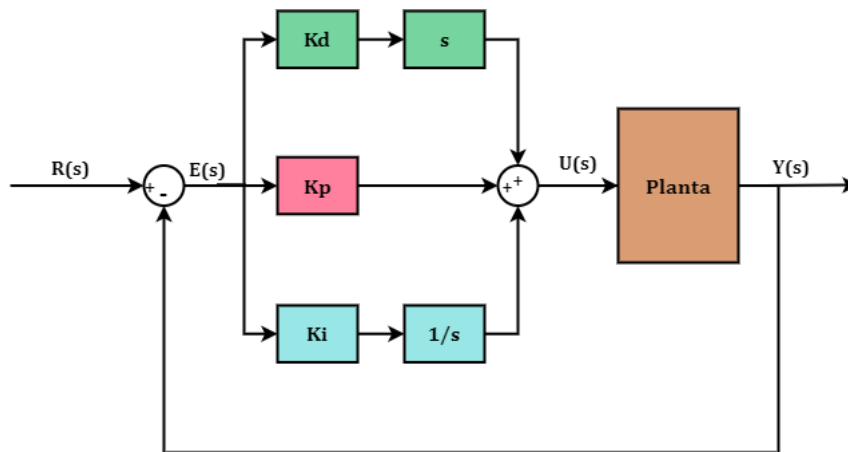 Kd
s
R(s)
+
-
E(s)
Kp
+
+
U(s)
Planta
Y(s)
Ki
1/s